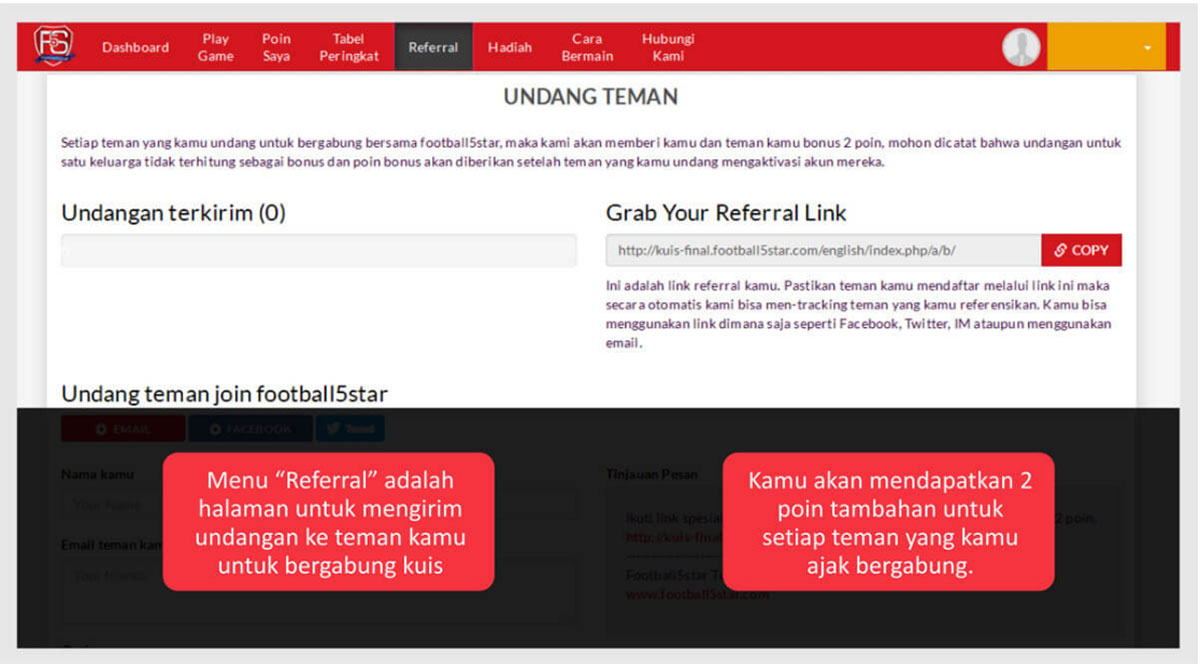 FS
Dashboard
Play Game
Poin Saya
Tabel Peringkat
Referral
Hadiah
Cara Bermain
Hubungi Kami
UNDANG TEMAN
Setiap teman yang kamu undang untuk bergabung bersama football5star, maka kami akan memberi kamu dan teman kamu bonus 2 poin, mohon dicatat bahwa undangan untuk
satu keluarga tidak terhitung sebagai bonus dan poin bonus akan diberikan setelah teman yang kamu undang mengaktivasi akun mereka.
Undangan terkirim (0)
Grab Your Referral Link
http://kuis-final.football5star.com/english/index.php/a/b/
COPY
Ini adalah link referral kamu. Pastikan teman kamu mendaftar melalui link ini maka
secara otomatis kami bisa men-tracking teman yang kamu referensikan. Kamu bisa
menggunakan link dimana saja seperti Facebook, Twitter, IM ataupun menggunakan
email.
Undang teman join football5star
EMAIL
FACEBOOK
Tweet
Nama kamu
Your Name
Email teman kam
Your friends
Menu “Referral” adalah
halaman untuk mengirim
undangan ke teman kamu
untuk bergabung kuis
Tinjauan Pesan
Ikuti link spesia
2 poin,
http://kuis-final
Football5star T
www.football5star.com
Kamu akan mendapatkan 2
poin tambahan untuk
setiap teman yang kamu
ajak bergabung.